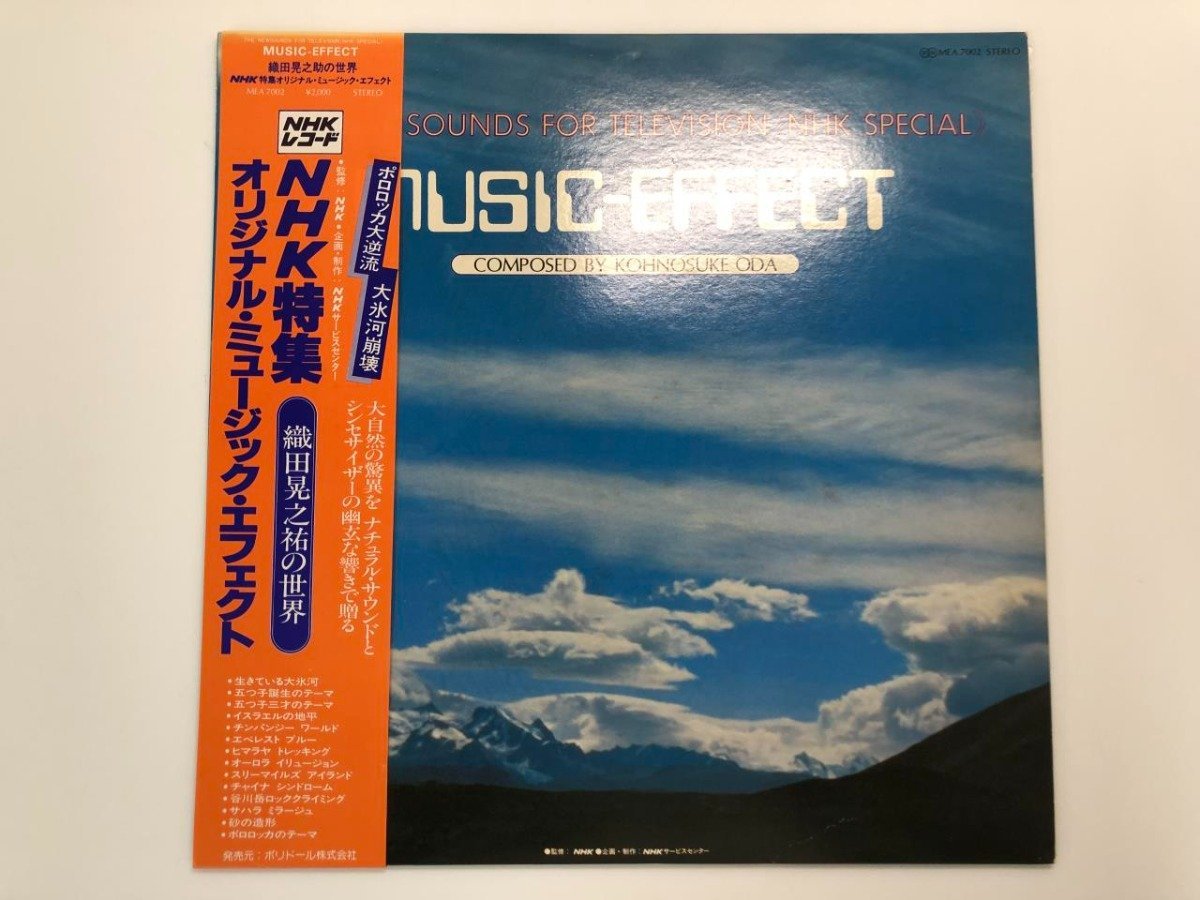 THE NEWSOUNDS FOR TELEVISION《NHK SPECIAL》
MUSIC-EFFECT
織田晃之助の世界
NHK特集オリジナル・ミュージック・エフェクト
MEA 7002 ¥2,000 STEREO
NHK
レコード
ポロロッカ大逆流
大氷河崩壊
●監修:NHK●企画・制作:NHKサービスセンター
NHK特集
オリジナル・ミュージック・エフェクト
織田晃之祐の世界
大自然の驚異を ナチュラル・サウンドと
シンセサイザーの幽玄な響きで贈る
●生きている大氷河
●五つ子誕生のテーマ
●五つ子三才のテーマ
●イスラエルの地平
●チンパンジー ワールド
●エベレスト ブルー
●ヒマラヤ トレッキング
●オーロラ イリュージョン
●スリーマイルズ アイランド
●チャイナ シンドローム
●谷川岳ロッククライミング
●サハラ ミラージュ
●砂の造形
●ポロロッカのテーマ
発売元:ポリドール株式会社
MEA 7002 STEREO
SOUNDS FOR TELEVISION《NHK SPECIAL》
MUSIC-EFFECT
COMPOSED BY KOHNOSUKE ODA
●監修:NHK ●企画・制作:NHKサービスセンター